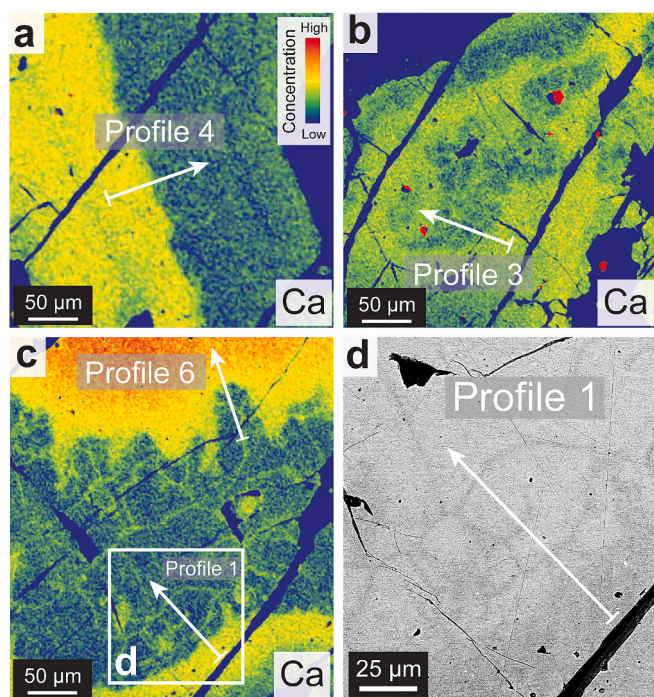 a
High
Concentration
Low
Profile 4
50 µm
Ca
b
Profile 3
50 µm
Ca
c
Profile 6
Profile 1
d
50 µm
Ca
d
Profile 1
25 µm